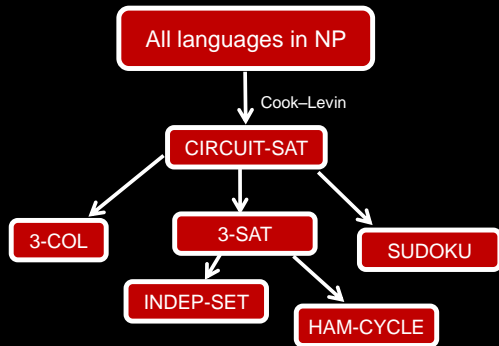 All languages in NP
Cook–Levin
CIRCUIT-SAT
3-COL
3-SAT
SUDOKU
INDEP-SET
HAM-CYCLE